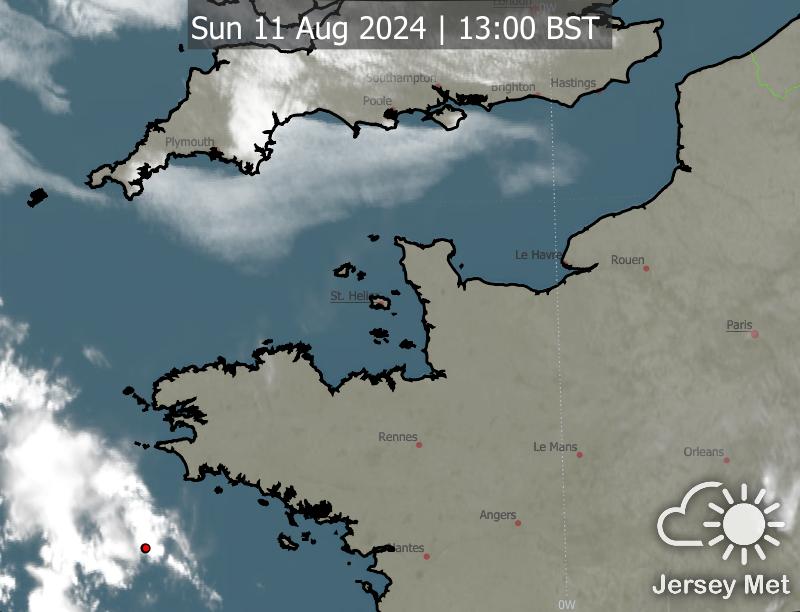 London
0W
Sun 11 Aug 2024 | 13:00 BST
Southampton
Brighton
Hastings
Poole
Plymouth
Le Havre
Rouen
St. Helier
Paris
Rennes
Le Mans
Orleans
Angers
Nantes
Jersey Met
0W